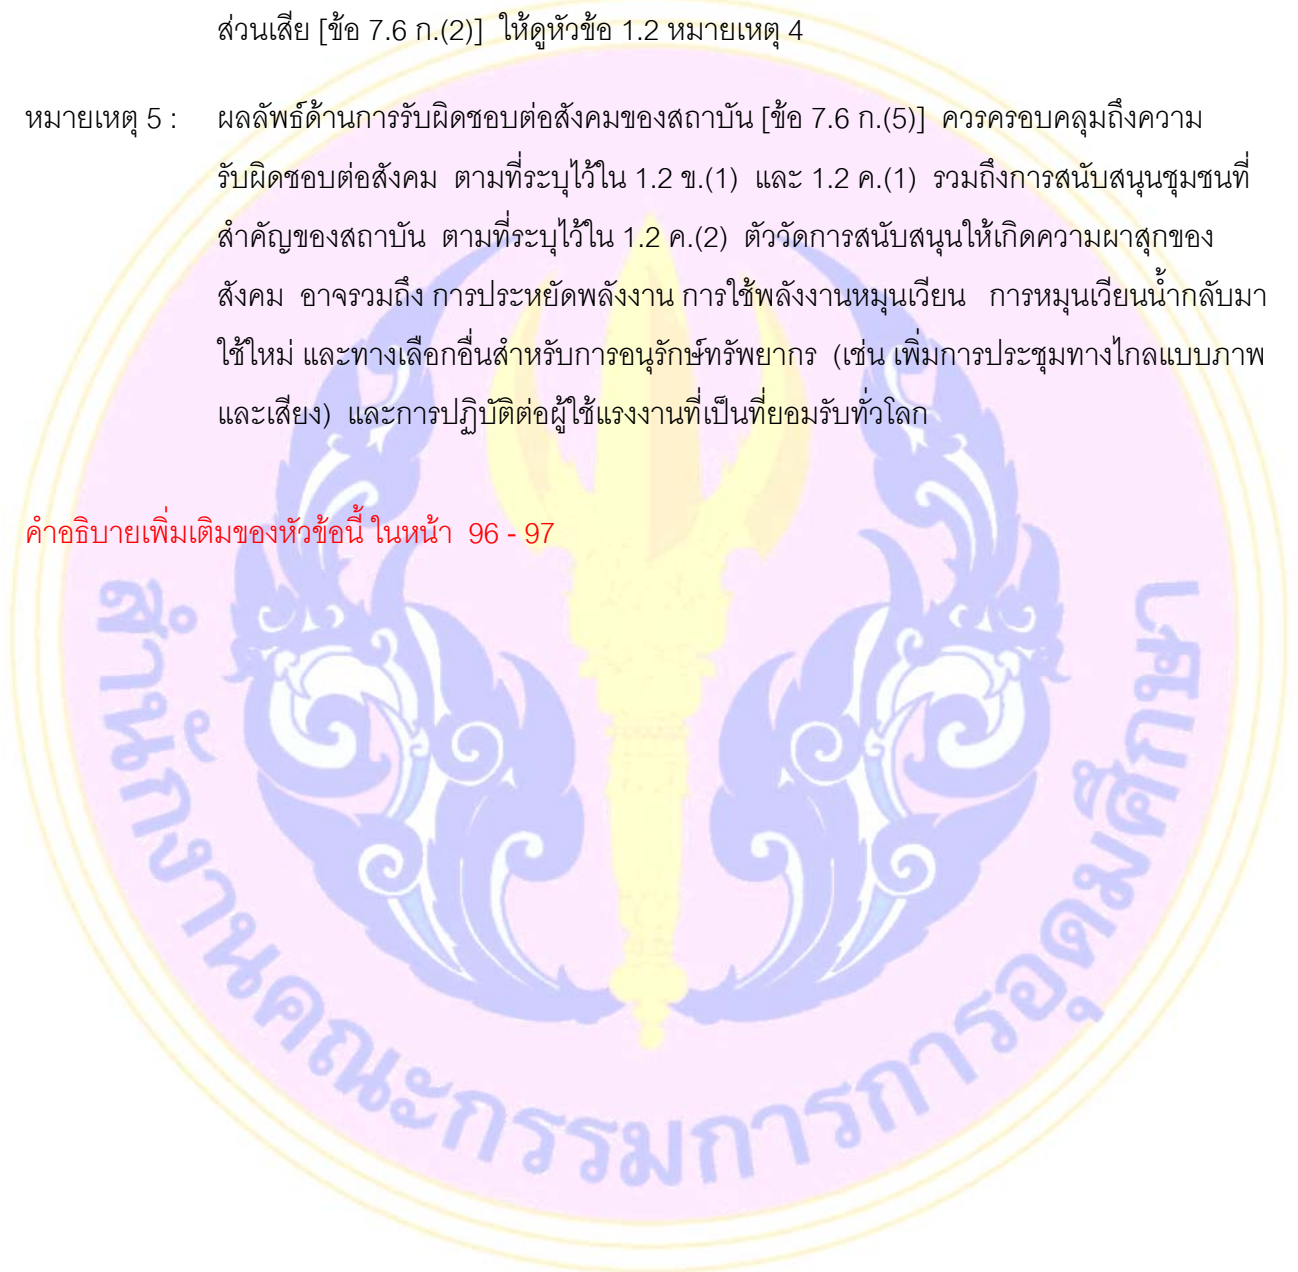 ส่วนเสีย [ข้อ 7.6 ก.(2)] ให้ดูหัวข้อ 1.2 หมายเหตุ 4
หมายเหตุ 5 : ผลลัพธ์ด้านการรับผิดชอบต่อสังคมของสถาบัน [ข้อ 7.6 ก.(5)] ควรครอบคลุมถึงความ
รับผิดชอบต่อสังคม ตามที่ระบุไว้ใน 1.2 ข.(1) และ 1.2 ค.(1) รวมถึงการสนับสนุนชุมชนที่
สำคัญของสถาบัน ตามที่ระบุไว้ใน 1.2 ค.(2) ตัววัดการสนับสนุนให้เกิดความผาสุกของ
สังคม อาจรวมถึง การประหยัดพลังงาน การใช้พลังงานหมุนเวียน การหมุนเวียนน้ำกลับมา
ใช้ใหม่ และทางเลือกอื่นสำหรับการอนุรักษ์ทรัพยากร (เช่น เพิ่มการประชุมทางไกลแบบภาพ
และเสียง) และการปฏิบัติต่อผู้ใช้แรงงานที่เป็นที่ยอมรับทั่วโลก
คำอธิบายเพิ่มเติมของหัวข้อนี้ ในหน้า 96 - 97
สำนักงานคณะกรรมการการอุดมศึกษา